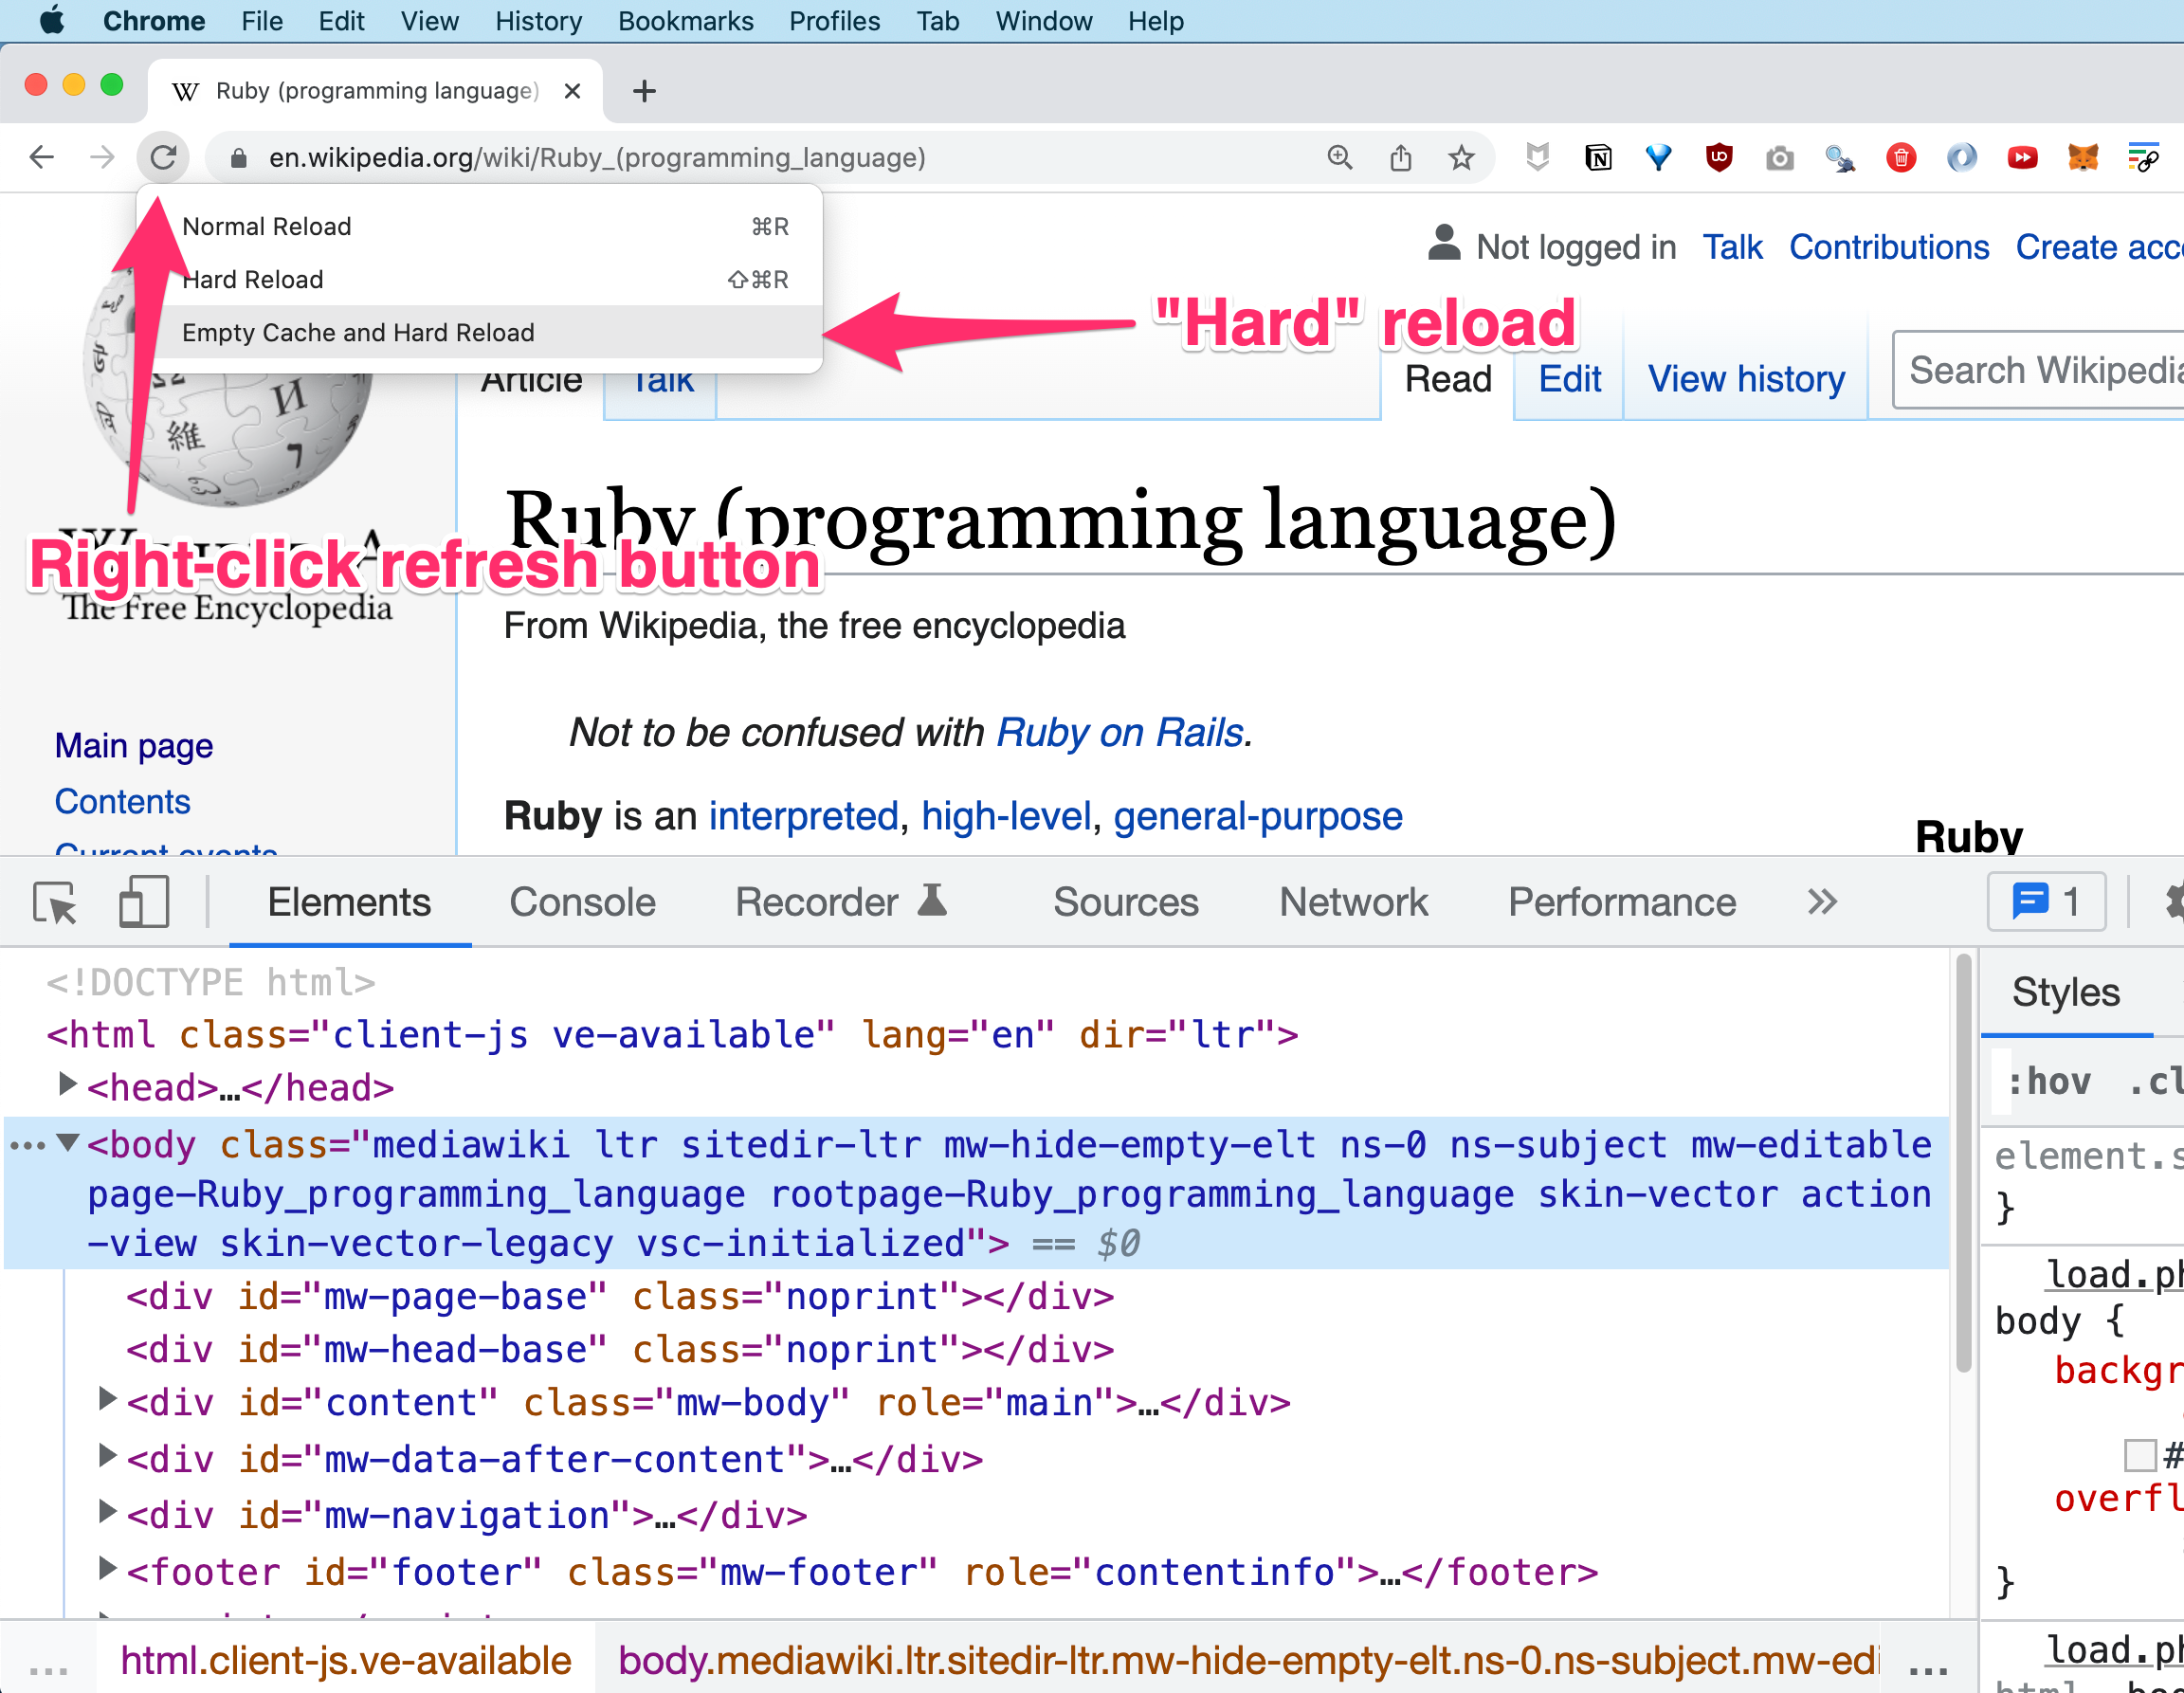 Chrome File Edit View History Bookmarks Profiles Tab Window Help
W Ruby (programming language)
en.wikipedia.org/wiki/Ruby_(programming_language)
Normal Reload ⌘R
Hard Reload ⇧⌘R
Empty Cache and Hard Reload
"Hard" reload
Right-click refresh button
Not logged in Talk Contributions Create acc
Article Talk
Read Edit View history Search Wikipedia
The Free Encyclopedia
Ruby (programming language)
From Wikipedia, the free encyclopedia
Not to be confused with Ruby on Rails.
Ruby is an interpreted, high-level, general-purpose
Ruby
Main page
Contents
Current events
Elements Console Recorder Sources Network Performance » 1
<!DOCTYPE html>
<html class="client-js ve-available" lang="en" dir="ltr">
<head>…</head>
<body class="mediawiki ltr sitedir-ltr mw-hide-empty-elt ns-0 ns-subject mw-editable
page-Ruby_programming_language rootpage-Ruby_programming_language skin-vector action
-view skin-vector-legacy vsc-initialized"> == $0
<div id="mw-page-base" class="noprint"></div>
<div id="mw-head-base" class="noprint"></div>
<div id="content" class="mw-body" role="main">…</div>
<div id="mw-data-after-content">…</div>
<div id="mw-navigation">…</div>
<footer id="footer" class="mw-footer" role="contentinfo">…</footer>
Styles
:hov .cl
element.s
}
load.ph
body {
backgr
#
overfl
}
load.ph
... html.client-js.ve-available body.mediawiki.ltr.sitedir-ltr.mw-hide-empty-elt.ns-0.ns-subject.mw-edi ...